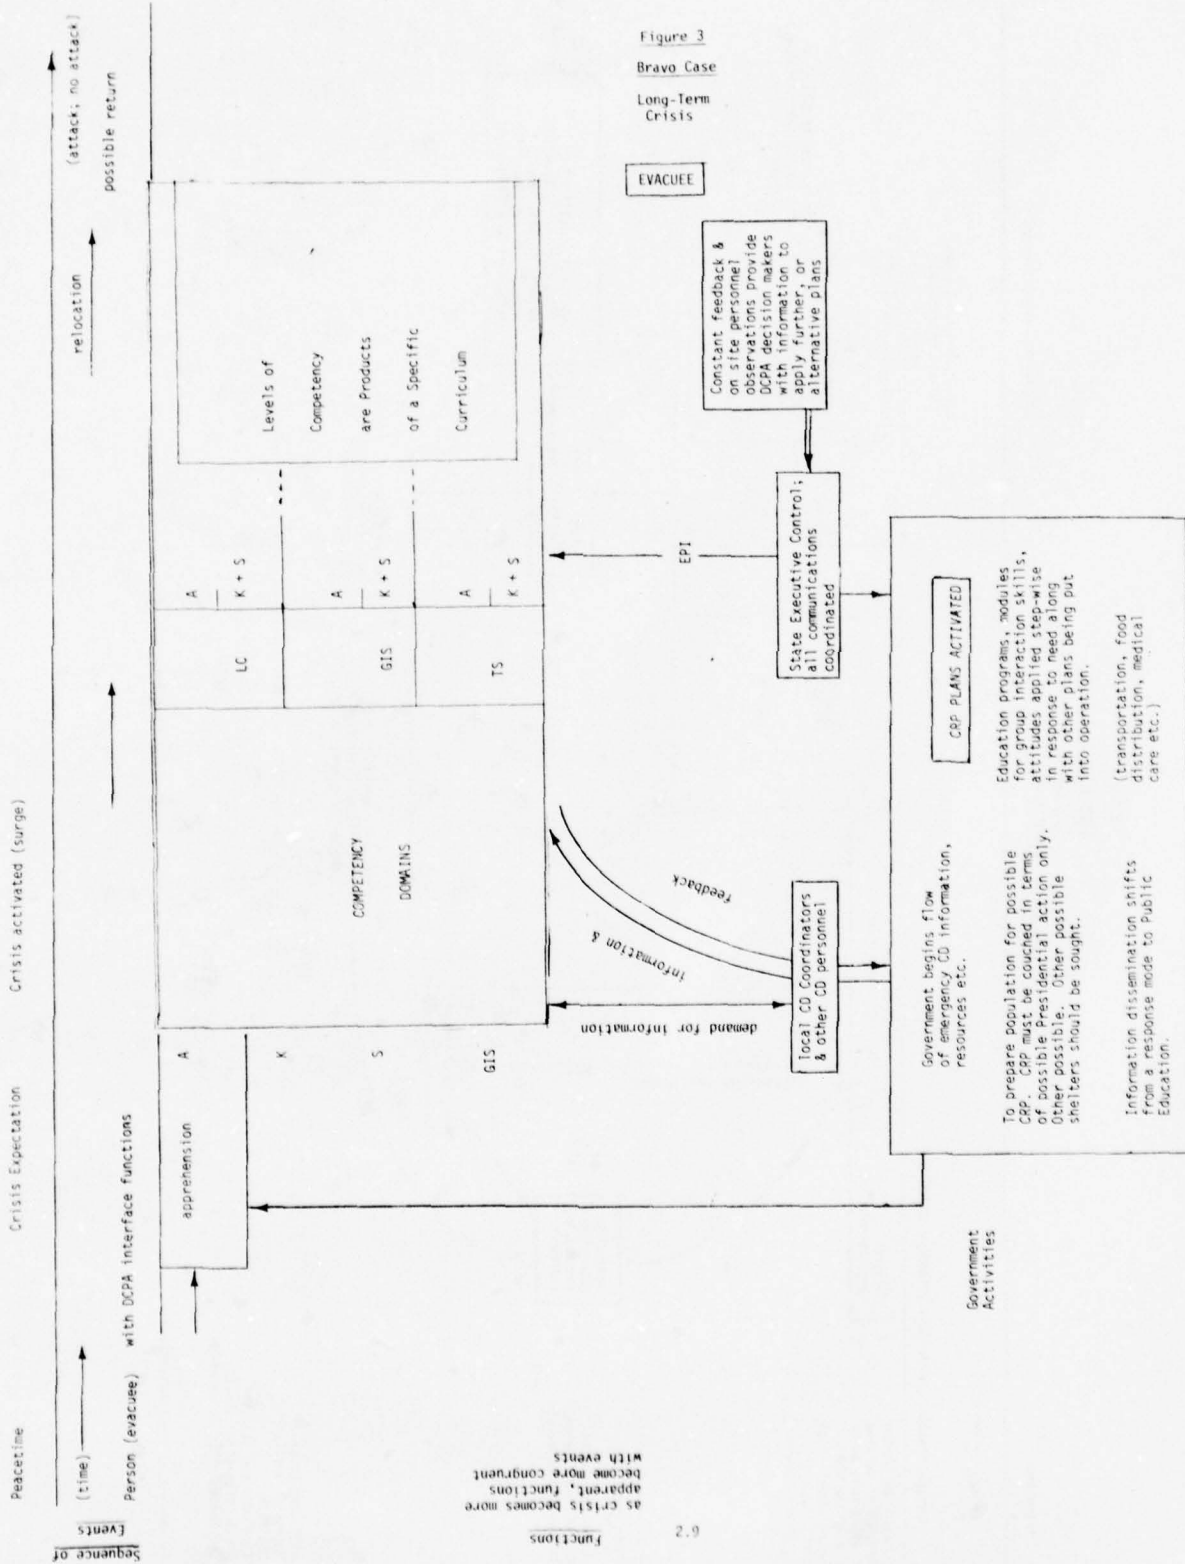 Sequence of
Events
Peacetime
Crisis Expectation
Crisis activated (surge)
(time)
relocation
(attack; no attack)
possible return
Person (evacuee)
with DCPA interface functions
apprehension
A
K
S
GIS
COMPETENCY
DOMAINS
LC
GIS
TS
A
K + S
A
K + S
A
K + S
Levels of
Competency
are Products
of a Specific
Curriculum
Figure 3
Bravo Case
Long-Term
Crisis
EVACUEE
Functions
as crisis becomes more
apparent, functions
become more congruent
with events
demand for information
information &
feedback
EPI
local CD Coordinators
& other CD personnel
State Executive Control;
all communications
coordinated
Constant feedback &
on site personnel
observations provide
DCPA decision makers
with information to
apply further, or
alternative plans
Government
Activities
Government begins flow
of emergency CD information,
resources etc.
To prepare population for possible
CRP. CRP must be couched in terms
of possible Presidential action only.
Other possible. Other possible
shelters should be sought.
Information dissemination shifts
from a response mode to Public
Education.
CRP PLANS ACTIVATED
Education programs, modules
for group interaction skills,
attitudes applied step-wise
in response to need along
with other plans being put
into operation.
(transportation, food
distribution, medical
care etc.)
2.9